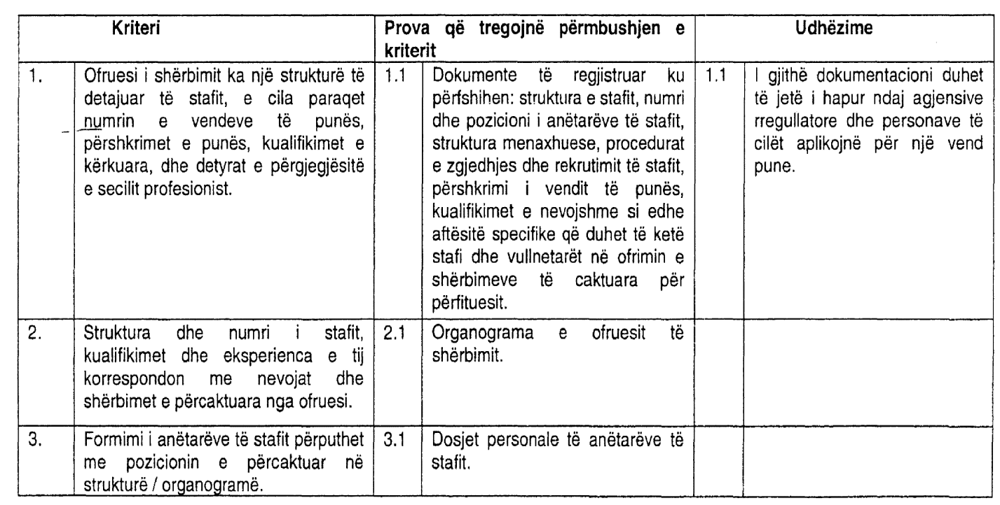 Kriteri
Prova që tregojnë përmbushjen e
kriterit
Udhëzime
1.
Ofruesi i shërbimit ka një strukturë të
detajuar të stafit, e cila paraqet
numrin e vendeve të punës,
përshkrimet e punës, kualifikimet e
kërkuara, dhe detyrat e përgjegjësitë
e secilit profesionist.
1.1
Dokumente të regjistruar ku
përfshihen: struktura e stafit, numri
dhe pozicioni i anëtarëve të stafit,
struktura menaxhuese, procedurat
e zgjedhjes dhe rekrutimit të stafit,
përshkrimi i vendit të punës,
kualifikimet e nevojshme si edhe
aftësitë specifike që duhet të ketë
stafi dhe vullnetarët në ofrimin e
shërbimeve të caktuara për
përfituesit.
1.1
I gjithë dokumentacioni duhet
të jetë i hapur ndaj agjensive
rregullatore dhe personave të
cilët aplikojnë për një vend
pune.
2.
Struktura dhe numri i stafit,
kualifikimet dhe eksperienca e tij
korrespondon me nevojat dhe
shërbimet e përcaktuara nga ofruesi.
2.1
Organograma e ofruesit të
shërbimit.
3.
Formimi i anëtarëve të stafit përputhet
me pozicionin e përcaktuar në
strukturë / organogramë.
3.1
Dosjet personale të anëtarëve të
stafit.